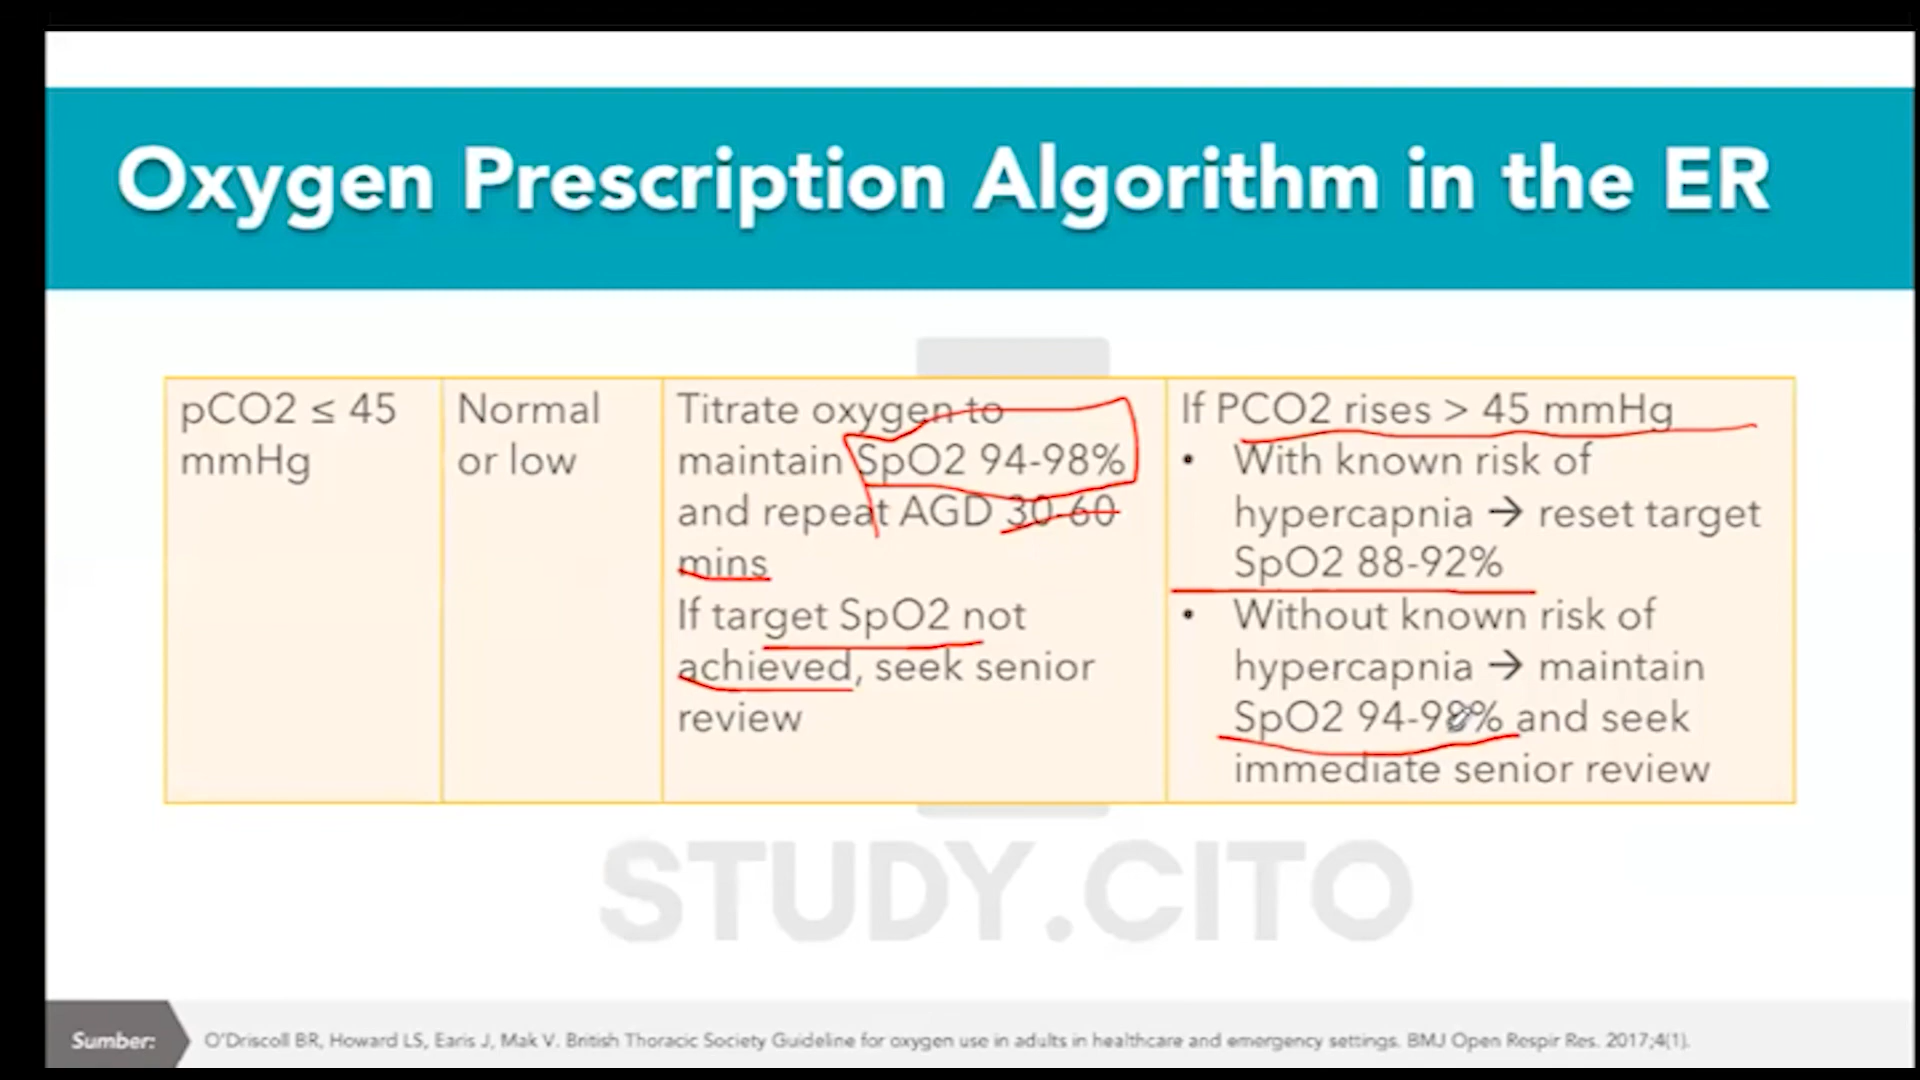 Oxygen Prescription Algorithm in the ER
pCO2 ≤ 45
mmHg
Normal
or low
Titrate oxygen to
maintain SpO2 94-98%
and repeat AGD 30-60
mins
If target SpO2 not
achieved, seek senior
review
If PCO2 rises > 45 mmHg
• With known risk of
hypercapnia → reset target
SpO2 88-92%
• Without known risk of
hypercapnia → maintain
SpO2 94-98% and seek
immediate senior review
STUDY.CITO
Sumber:
O'Driscoll BR, Howard LS, Earis J, Mak V. British Thoracic Society Guideline for oxygen use in adults in healthcare and emergency settings. BMJ Open Respir Res. 2017;4(1).